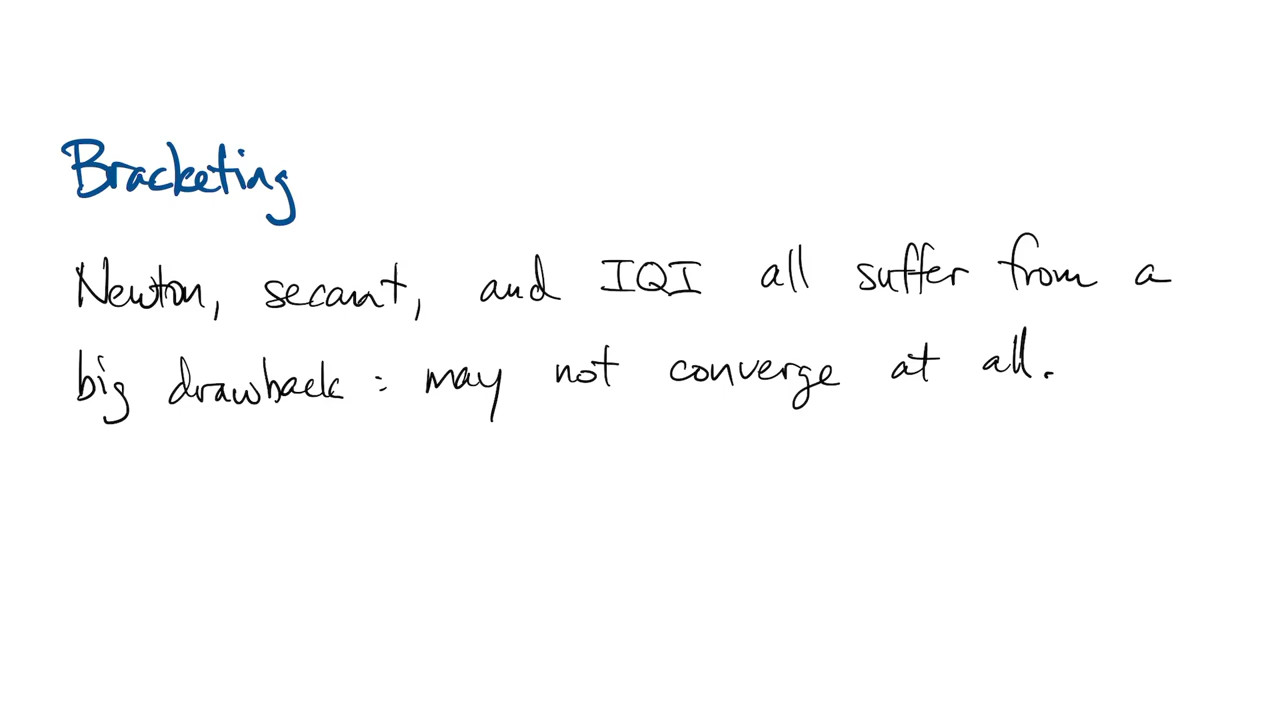 Bracketing
Newton, secant, and IQI all suffer from a
big drawback: may not converge at all.